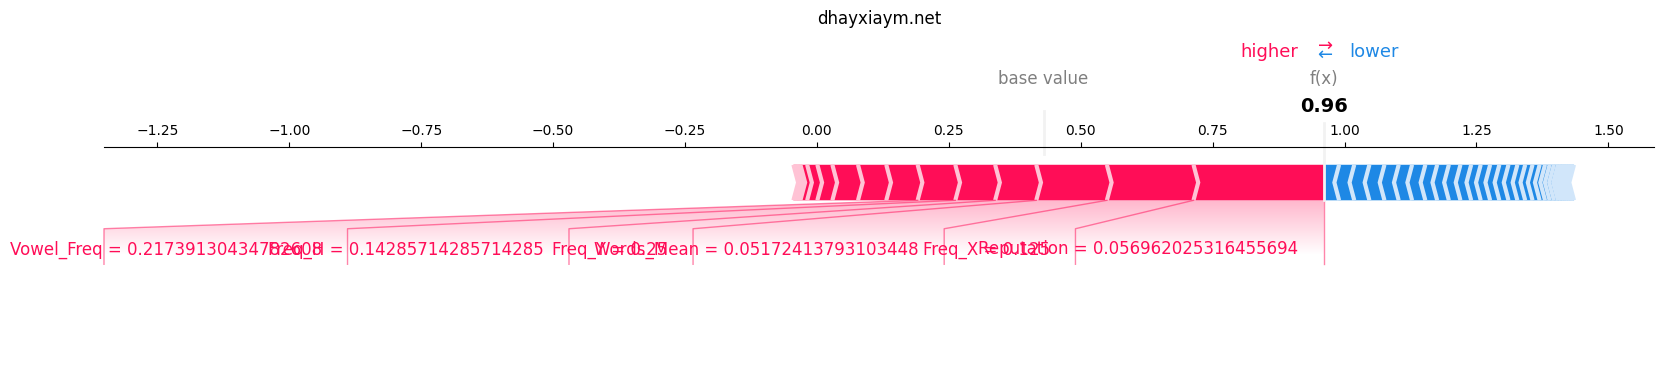 dhayxiaym.net
higher ⇄ lower
base value f(x)
0.96
−1.25 −1.00 −0.75 −0.50 −0.25 0.00 0.25 0.50 0.75 1.00 1.25 1.50
Vowel_Freq = 0.21739130434782608 Freq_H = 0.14285714285714285 Freq_Y = 0.25 Words_Mean = 0.05172413793103448 Freq_X = 0.125 Reputation = 0.056962025316455694